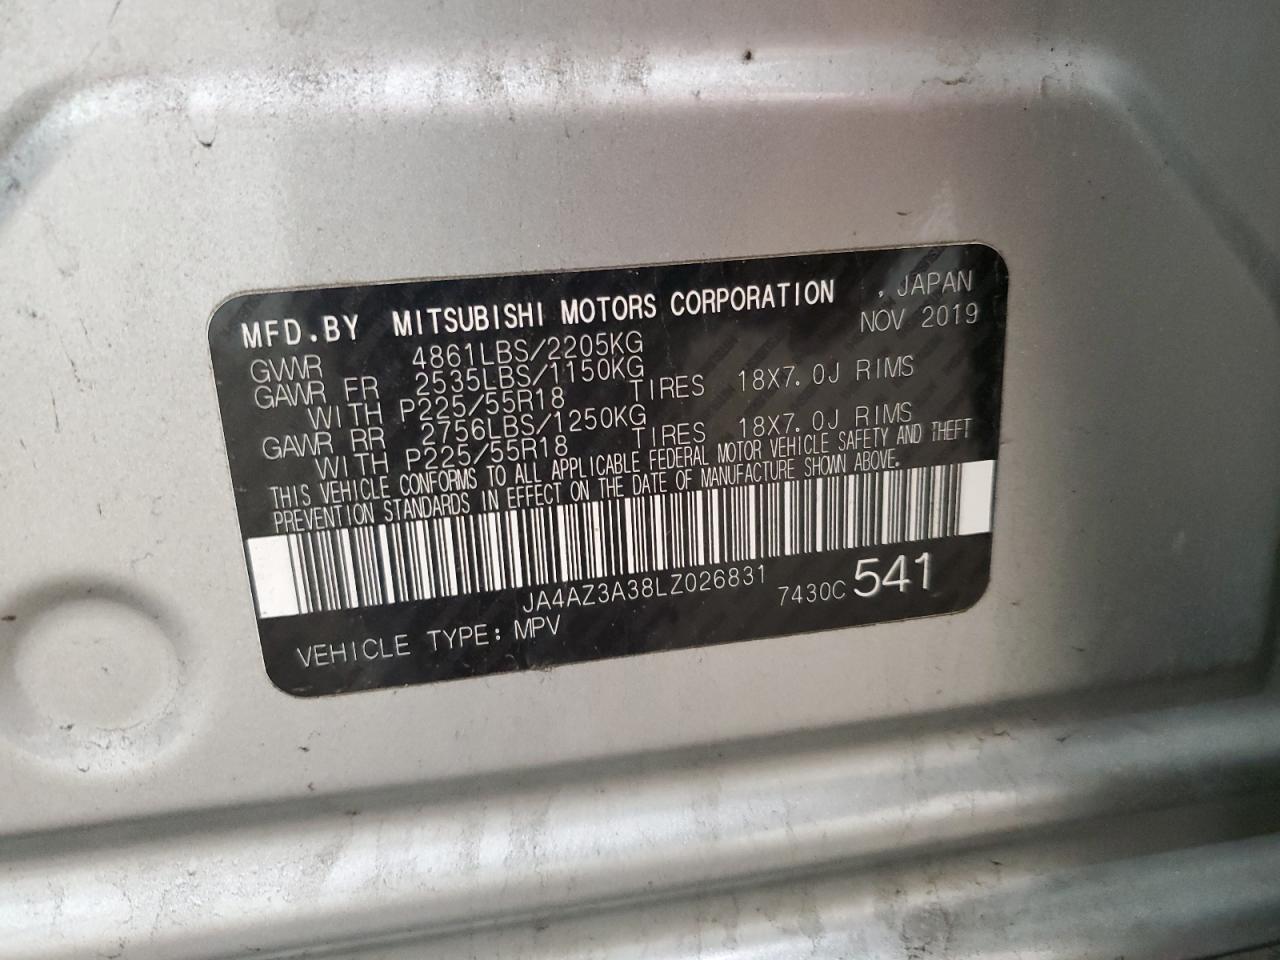 MFD.BY MITSUBISHI MOTORS CORPORATION , JAPAN
NOV 2019
GVWR 4861LBS/2205KG
GAWR FR 2535LBS/1150KG
WITH P225/55R18 TIRES 18X7.0J RIMS
GAWR RR 2756LBS/1250KG
WITH P225/55R18 TIRES 18X7.0J RIMS
THIS VEHICLE CONFORMS TO ALL APPLICABLE FEDERAL MOTOR VEHICLE SAFETY AND THEFT
PREVENTION STANDARDS IN EFFECT ON THE DATE OF MANUFACTURE SHOWN ABOVE.
JA4AZ3A38LZ026831
7430C 541
VEHICLE TYPE: MPV